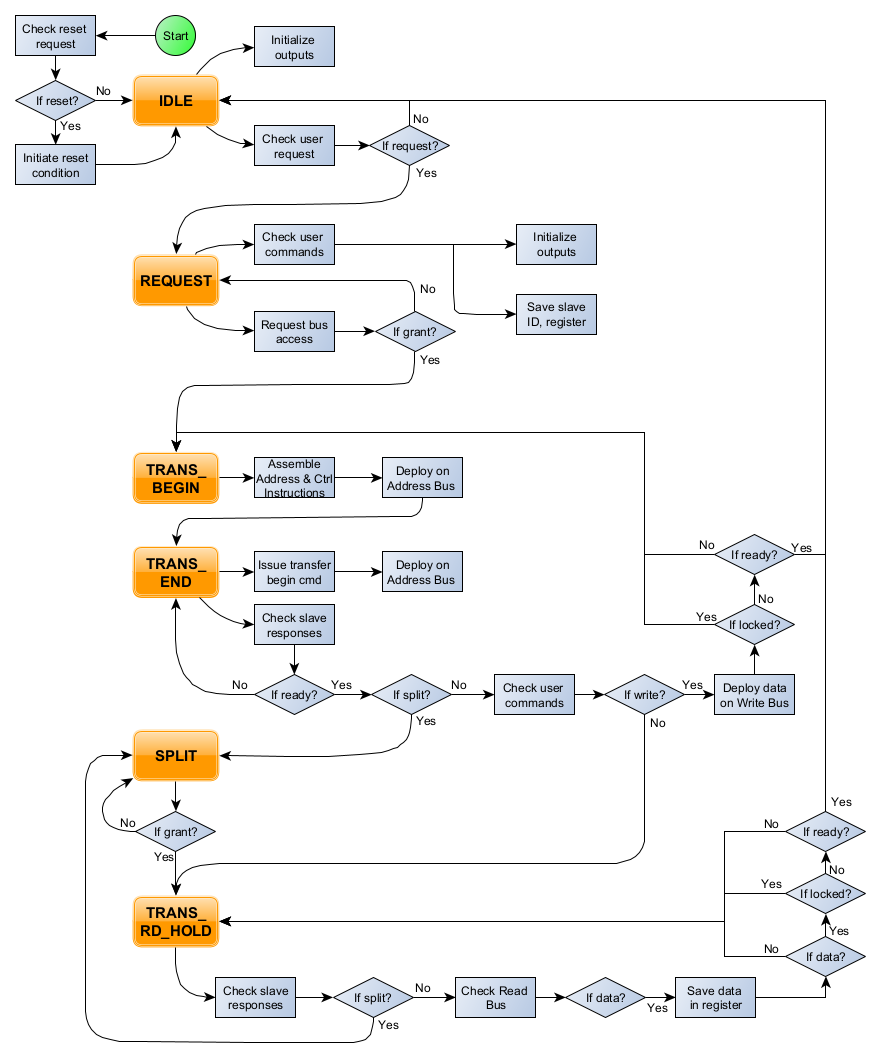 Check reset
request
Start
Initialize
outputs
If reset?
No
IDLE
Yes
Check user
request
If request?
No
Yes
Initiate reset
condition
Check user
commands
Initialize
outputs
REQUEST
No
Save slave
ID, register
Request bus
access
If grant?
Yes
TRANS_
BEGIN
Assemble
Address & Ctrl
Instructions
Deploy on
Address Bus
No
If ready?
Yes
TRANS_
END
Issue transfer
begin cmd
Deploy on
Address Bus
No
Yes
If locked?
Check slave
responses
No
If ready?
Yes
If split?
No
Check user
commands
If write?
Yes
Deploy data
on Write Bus
Yes
No
SPLIT
No
If grant?
Yes
Yes
No
If ready?
No
Yes
If locked?
TRANS_
RD_HOLD
Yes
No
If data?
Check slave
responses
If split?
No
Check Read
Bus
If data?
Yes
Save data
in register
Yes